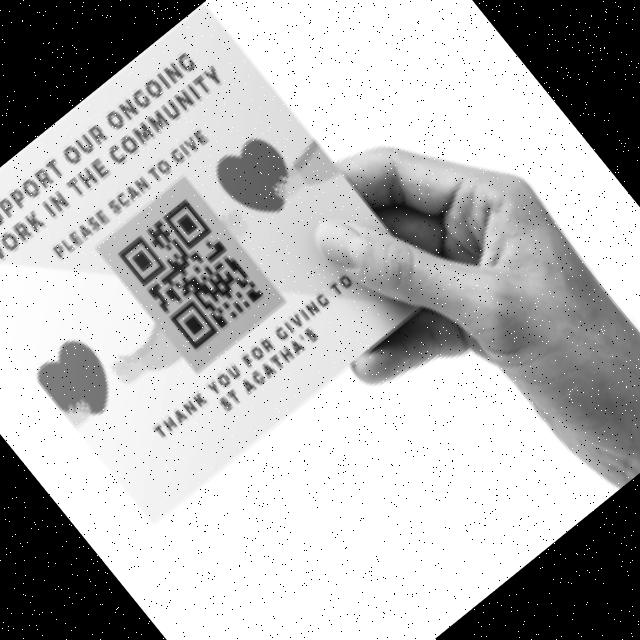 SUPPORT OUR ONGOING
WORK IN THE COMMUNITY
PLEASE SCAN TO GIVE
THANK YOU FOR GIVING TO
ST AGATHA'S